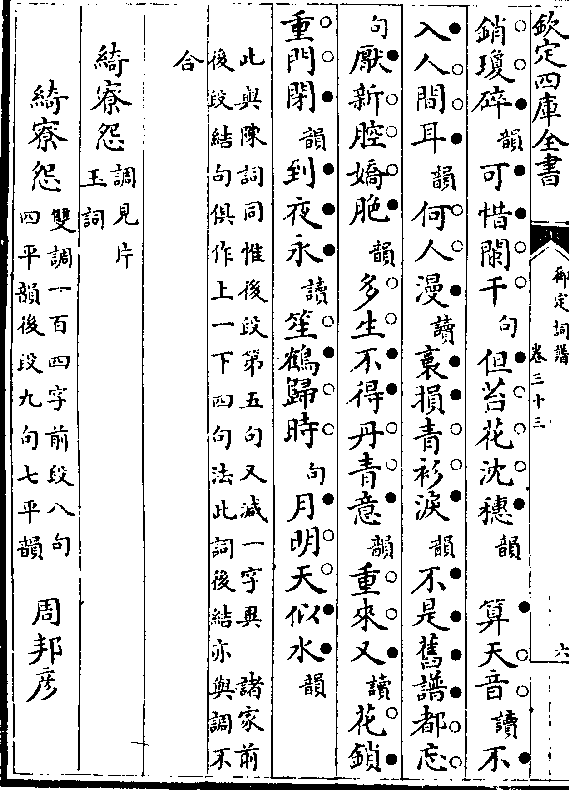 欽定四庫全書
御定詞譜
卷三十三
六
銷瓊碎韻可惜闌干句但苔花沈穗韻　算天音讀不
入人間耳韻何人漫讀裛損青衫淚韻不是舊譜都忘
句厭新腔嬌脆韻多生不得丹青意韻重來又讀花鎖
重門閉韻到夜永讀笙鶴歸時句月明天似水韻
此與陳詞同惟後段第五句又減一字異　諸家前
後段結句俱作上一下四句法此詞後結亦與調不
合
綺寮怨調見片
玉詞
綺寮怨雙調一百四字前段八句
四平韻後段九句七平韻　周邦彥